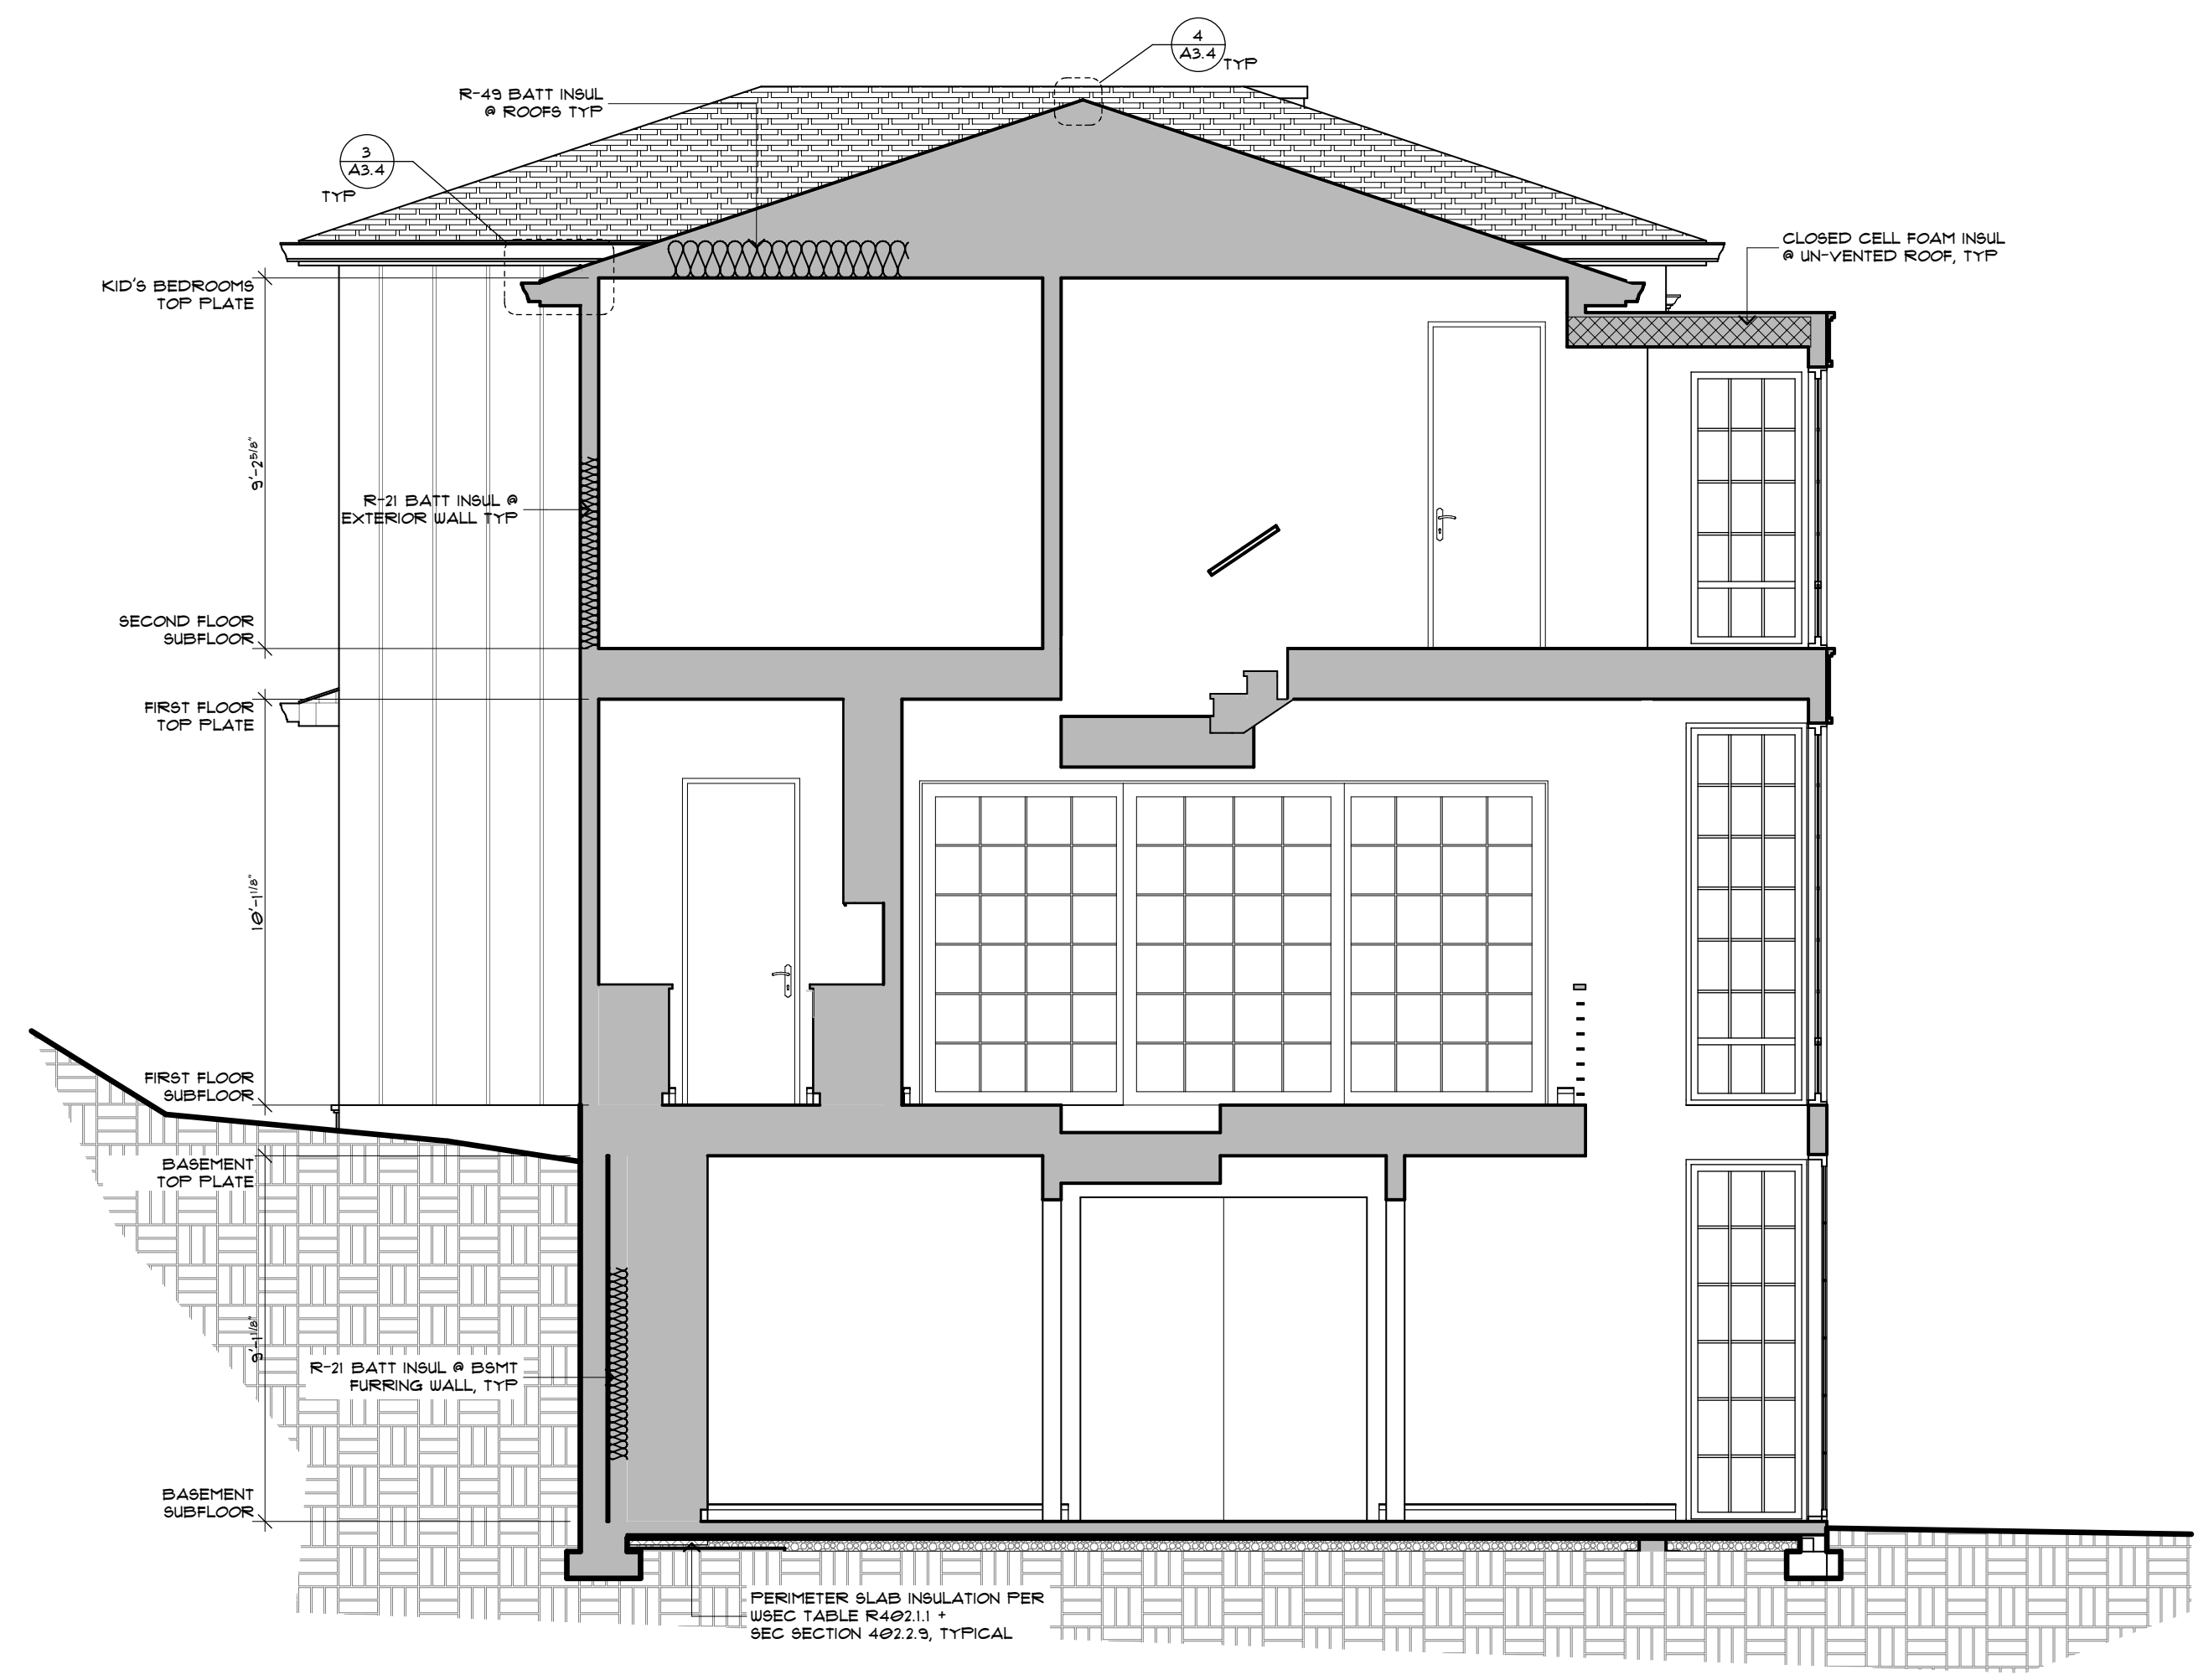 4
A3.4
TYP
R-49 BATT INSUL
@ ROOFS TYP
3
A3.4
TYP
CLOSED CELL FOAM INSUL
@ UN-VENTED ROOF, TYP
KID'S BEDROOMS
TOP PLATE
9'-2 5/8"
R-21 BATT INSUL @
EXTERIOR WALL TYP
SECOND FLOOR
SUBFLOOR
FIRST FLOOR
TOP PLATE
10'-1 1/8"
FIRST FLOOR
SUBFLOOR
BASEMENT
TOP PLATE
9'-1 1/8"
R-21 BATT INSUL @ BSMT
FURRING WALL, TYP
BASEMENT
SUBFLOOR
PERIMETER SLAB INSULATION PER
WSEC TABLE R402.1.1 +
SEC SECTION 402.2.9, TYPICAL